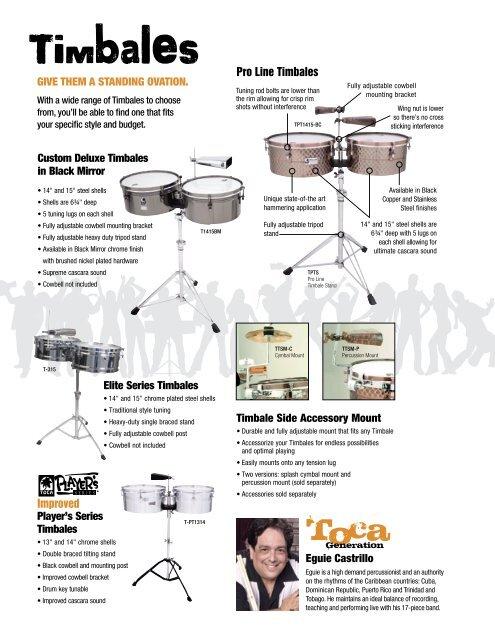 Timbales
GIVE THEM A STANDING OVATION.
With a wide range of Timbales to choose
from, you'll be able to find one that fits
your specific style and budget.
Custom Deluxe Timbales
in Black Mirror
• 14" and 15" steel shells
• Shells are 6¾" deep
• 5 tuning lugs on each shell
• Fully adjustable cowbell mounting bracket
• Fully adjustable heavy duty tripod stand
• Available in Black Mirror chrome finish
with brushed nickel plated hardware
• Supreme cascara sound
• Cowbell not included
T1415BM
Pro Line Timbales
Tuning rod bolts are lower than
the rim allowing for crisp rim
shots without interference
TPT1415-BC
Fully adjustable cowbell
mounting bracket
Wing nut is lower
so there's no cross
sticking interference
Unique state-of-the art
hammering application
Available in Black
Copper and Stainless
Steel finishes
Fully adjustable tripod
stand
14" and 15" steel shells are
6¾" deep with 5 lugs on
each shell allowing for
ultimate cascara sound
TPTS
Pro Line
Timbale Stand
T-315
Elite Series Timbales
• 14" and 15" chrome plated steel shells
• Traditional style tuning
• Heavy-duty single braced stand
• Fully adjustable cowbell post
• Cowbell not included
TTSM-C
Cymbal Mount
TTSM-P
Percussion Mount
Timbale Side Accessory Mount
• Durable and fully adjustable mount that fits any Timbale
• Accessorize your Timbales for endless possibilities
and optimal playing
• Easily mounts onto any tension lug
• Two versions: splash cymbal mount and
percussion mount (sold separately)
• Accessories sold separately
TOCA
PLAYER'S
SERIES
Improved
Player's Series
Timbales
• 13" and 14" chrome shells
• Double braced tilting stand
• Black cowbell and mounting post
• Improved cowbell bracket
• Drum key tunable
• Improved cascara sound
T-PT1314
Toca
Generation
Eguie Castrillo
Eguie is a high demand percussionist and an authority
on the rhythms of the Caribbean countries: Cuba,
Dominican Republic, Puerto Rico and Trinidad and
Tobago. He maintains an ideal balance of recording,
teaching and performing live with his 17-piece band.